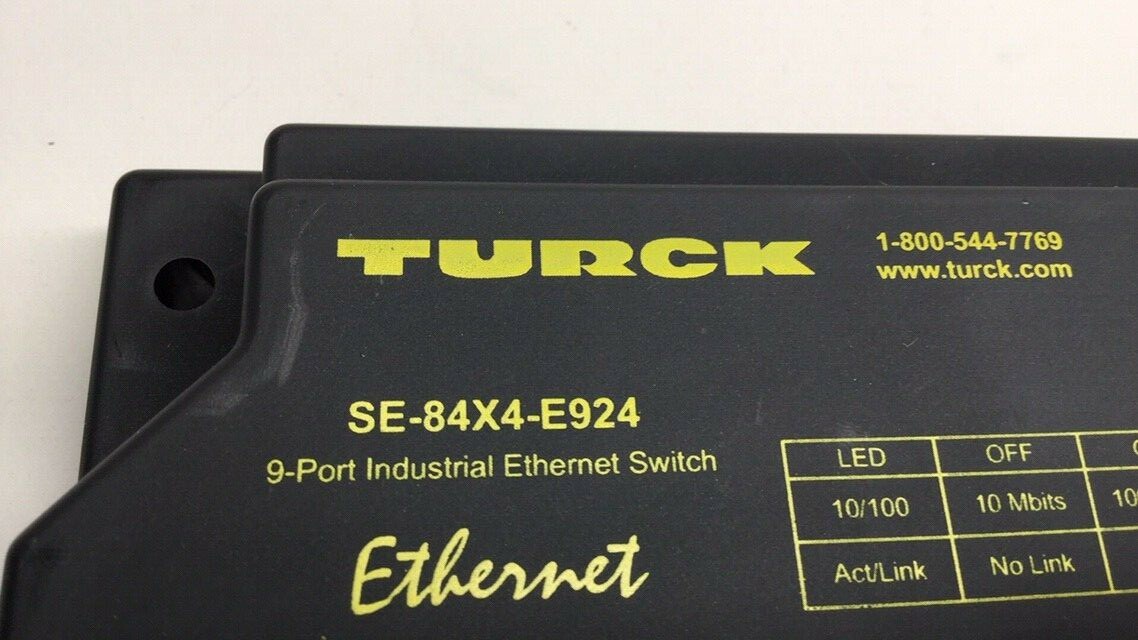 TURCK
1-800-544-7769
www.turck.com
SE-84X4-E924
9-Port Industrial Ethernet Switch
Ethernet
LED OFF
10/100 10 Mbits
Act/Link No Link